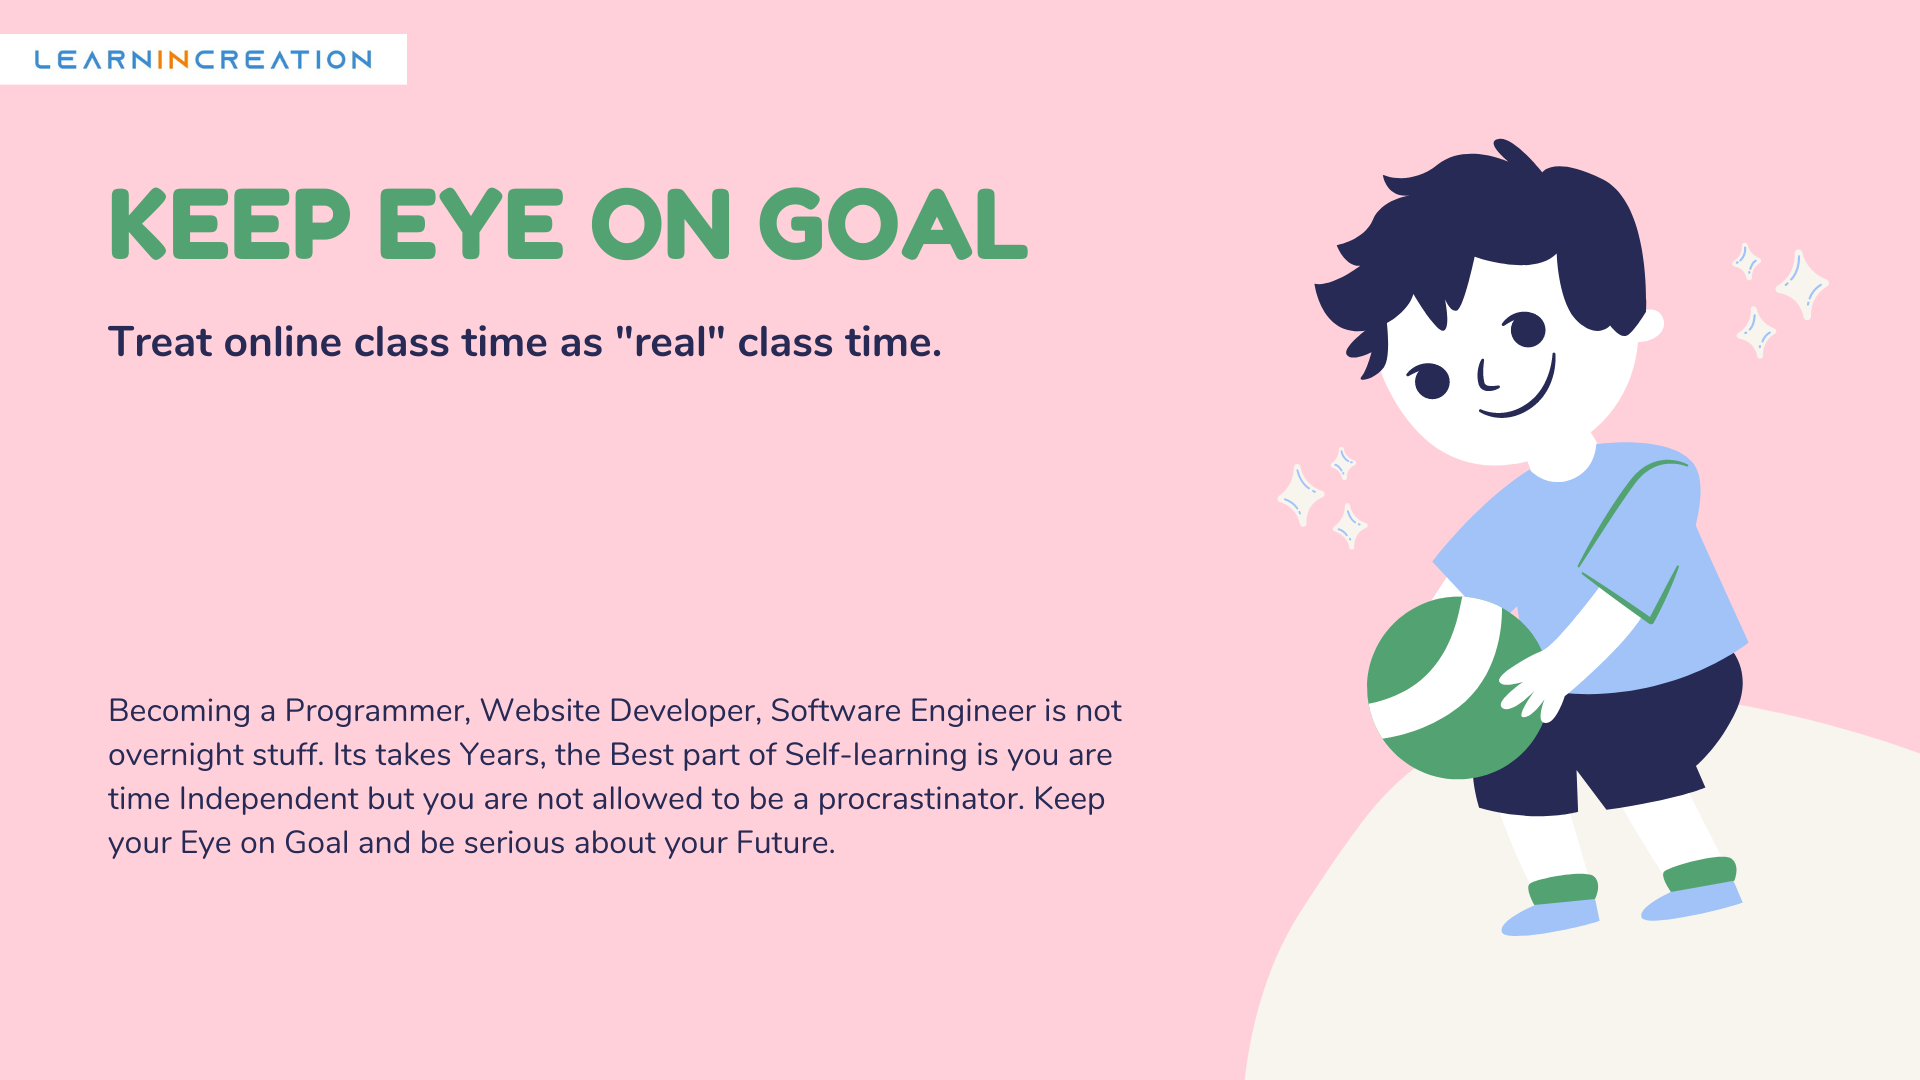 LEARNINCREATION
KEEP EYE ON GOAL
Treat online class time as "real" class time.
Becoming a Programmer, Website Developer, Software Engineer is not
overnight stuff. Its takes Years, the Best part of Self-learning is you are
time Independent but you are not allowed to be a procrastinator. Keep
your Eye on Goal and be serious about your Future.